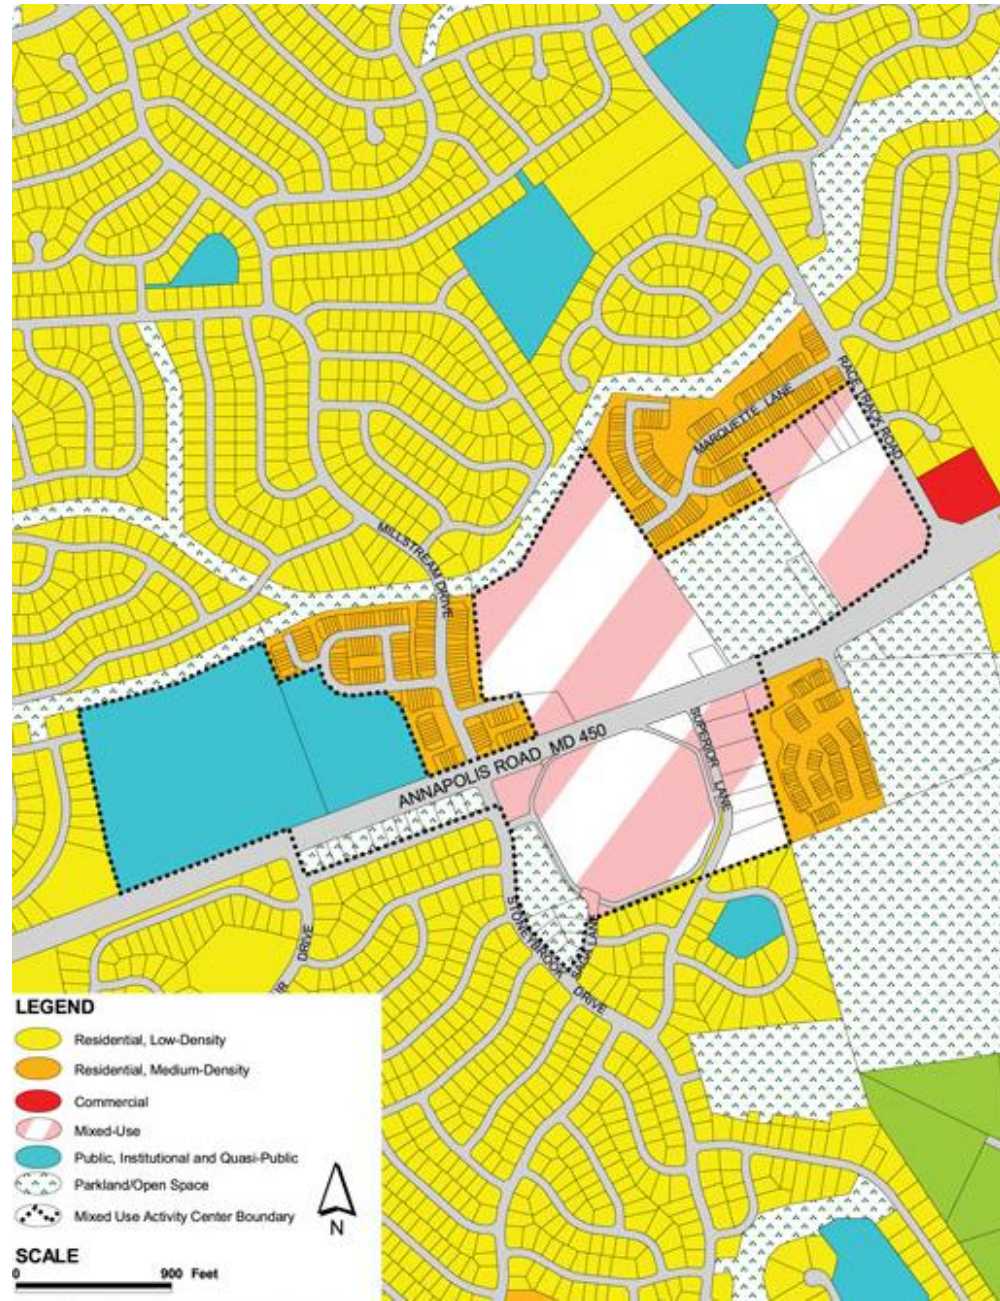 RACE TRACK ROAD
MARQUETTE LANE
MILLSTREAM DRIVE
ANNAPOLIS ROAD MD 450
SUPERIOR LANE
STONEYBROOK DRIVE
LANE
DRIVE
LEGEND
Residential, Low-Density
Residential, Medium-Density
Commercial
Mixed-Use
Public, Institutional and Quasi-Public
Parkland/Open Space
Mixed Use Activity Center Boundary
N
SCALE
0 900 Feet